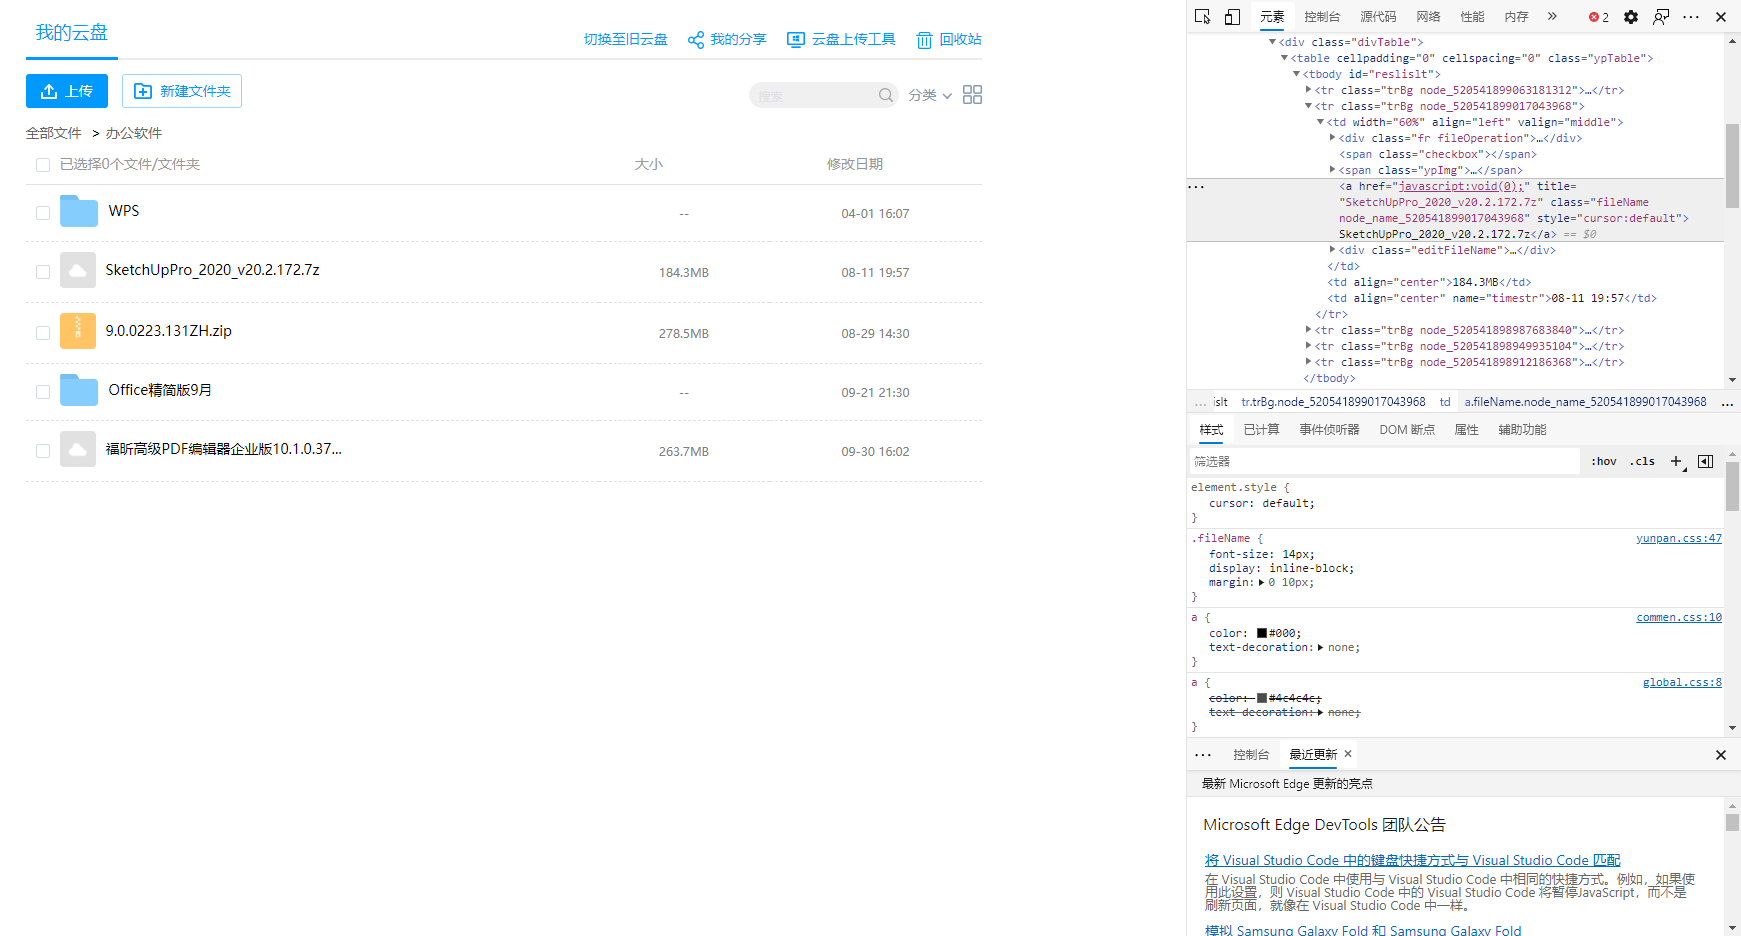 我的云盘
切换至旧云盘 我的分享 云盘上传工具 回收站
上传 新建文件夹
搜索 分类
全部文件 > 办公软件
已选择0个文件/文件夹 大小 修改日期
WPS -- 04-01 16:07
SketchUpPro_2020_v20.2.172.7z 184.3MB 08-11 19:57
9.0.0223.131ZH.zip 278.5MB 08-29 14:30
Office精简版9月 -- 09-21 21:30
福昕高级PDF编辑器企业版10.1.0.37... 263.7MB 09-30 16:02
元素 控制台 源代码 网络 性能 内存 » 2
<div class="divTable">
<table cellpadding="0" cellspacing="0" class="ypTable">
<tbody id="reslislt">
<tr class="trBg node_520541899063181312">…</tr>
<tr class="trBg node_520541899017043968">
<td width="60%" align="left" valign="middle">
<div class="fr fileOperation">…</div>
<span class="checkbox"></span>
<span class="ypImg">…</span>
<a href="javascript:void(0);" title=
"SketchUpPro_2020_v20.2.172.7z" class="fileName
node_name_520541899017043968" style="cursor:default">
SketchUpPro_2020_v20.2.172.7z</a> == $0
<div class="editFileName">…</div>
</td>
<td align="center">184.3MB</td>
<td align="center" name="timestr">08-11 19:57</td>
</tr>
<tr class="trBg node_520541898987683840">…</tr>
<tr class="trBg node_520541898949935104">…</tr>
<tr class="trBg node_520541898912186368">…</tr>
</tbody>
... islt tr.trBg.node_520541899017043968 td a.fileName.node_name_520541899017043968 ...
样式 已计算 事件侦听器 DOM 断点 属性 辅助功能
筛选器 :hov .cls +
element.style {
cursor: default;
}
.fileName { yunpan.css:47
font-size: 14px;
display: inline-block;
margin: 0 10px;
}
a { commen.css:10
color: #000;
text-decoration: none;
}
a { global.css:8
color: #4c4c4c;
text-decoration: none;
}
控制台 最近更新
最新 Microsoft Edge 更新的亮点
Microsoft Edge DevTools 团队公告
将 Visual Studio Code 中的键盘快捷方式与 Visual Studio Code 匹配
在 Visual Studio Code 中使用与 Visual Studio Code 中相同的快捷方式。例如，如果使
用此设置，则 Visual Studio Code 中的 Visual Studio Code 将暂停JavaScript，而不是
刷新页面，就像在 Visual Studio Code 中一样。
模拟 Samsung Galaxy Fold 和 Samsung Galaxy Fold